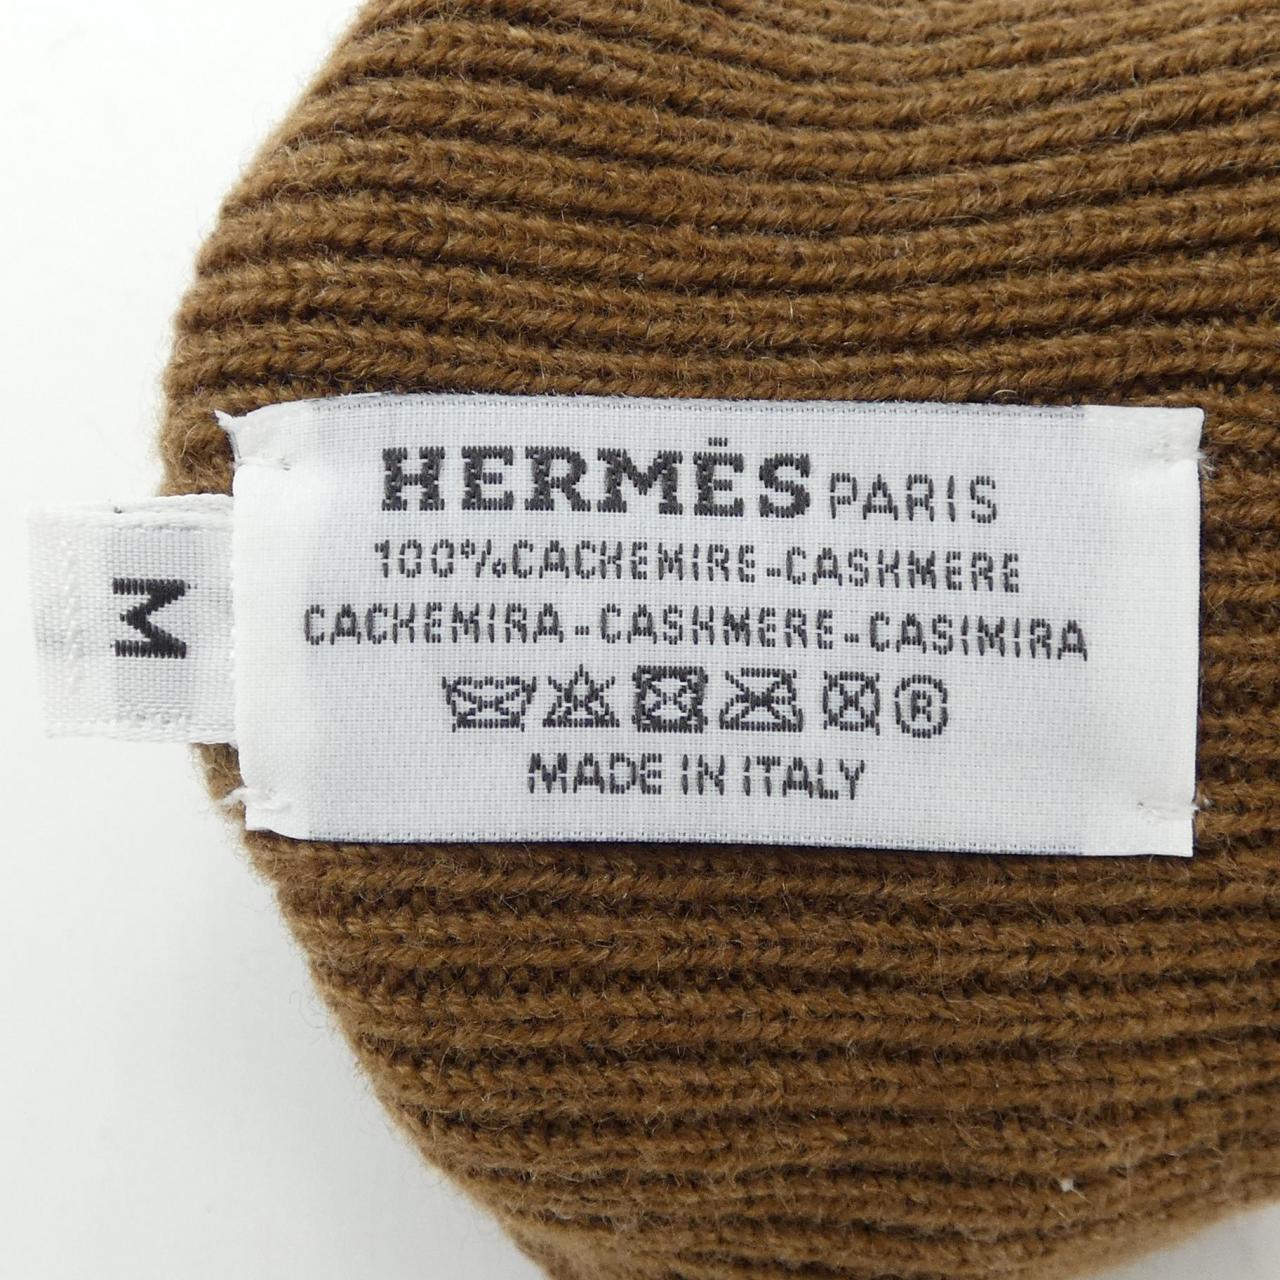 HERMÈS PARIS
100%CACHEMIRE-CASHMERE
CACHEMIRA-CASHMERE-CASIMIRA
®
MADE IN ITALY
M